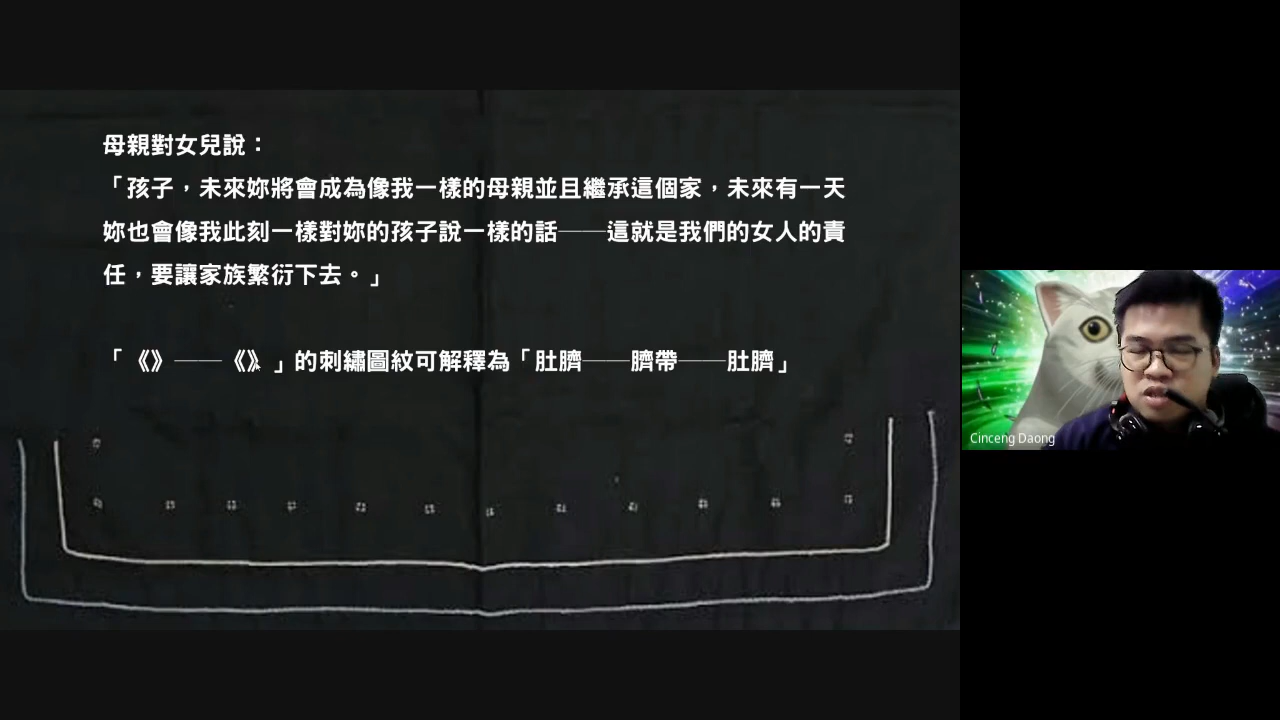 母親對女兒說：
「孩子，未來妳將會成為像我一樣的母親並且繼承這個家，未來有一天
妳也會像我此刻一樣對妳的孩子說一樣的話──這就是我們的女人的責
任，要讓家族繁衍下去。」
「《》──《》」的刺繡圖紋可解釋為「肚臍──臍帶──肚臍」
Cinceng Daong